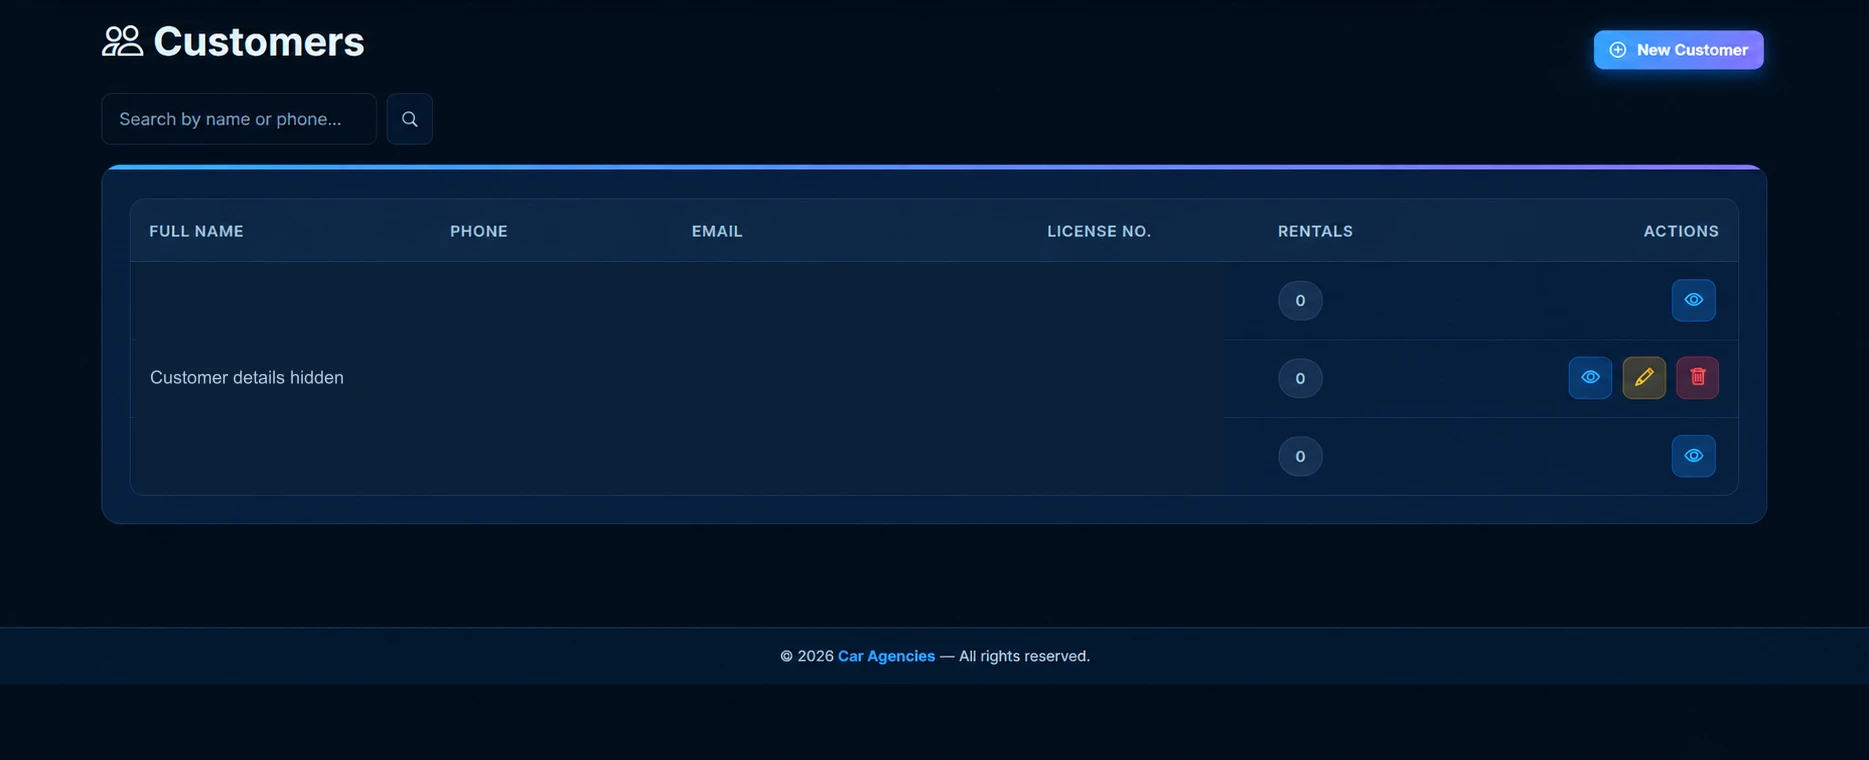 Customers
New Customer
Search by name or phone...
FULL NAME PHONE EMAIL LICENSE NO. RENTALS ACTIONS
0
Customer details hidden 0
0
© 2026 Car Agencies — All rights reserved.